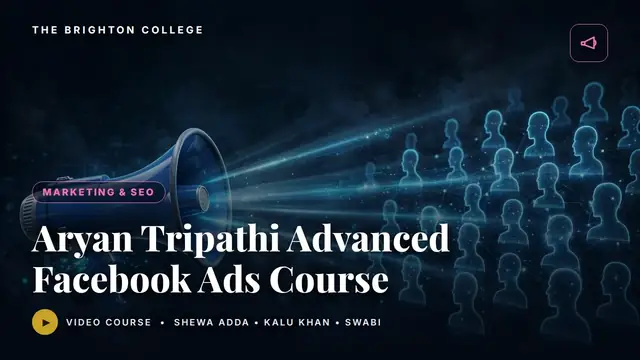 THE BRIGHTON COLLEGE
MARKETING & SEO
Aryan Tripathi Advanced
Facebook Ads Course
VIDEO COURSE • SHEWA ADDA • KALU KHAN • SWABI